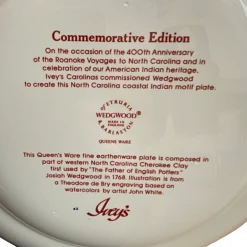 Commemorative Edition
On the occasion of the 400th Anniversary
of the Roanoke Voyages to North Carolina and in
celebration of our American Indian heritage,
Ivey's Carolinas commissioned Wedgwood
to create this North Carolina coastal Indian motif plate.
OF ETRURIA
WEDGWOOD®
MADE IN
ENGLAND
& BARLASTON
QUEENS WARE
This Queen's Ware fine earthenware plate is composed in
part of western North Carolina Cherokee Clay
first used by "The Father of English Potters"
Josiah Wedgwood in 1768. Illustration is from
a Theodore de Bry engraving based on
watercolors by artist John White.
Ivey's